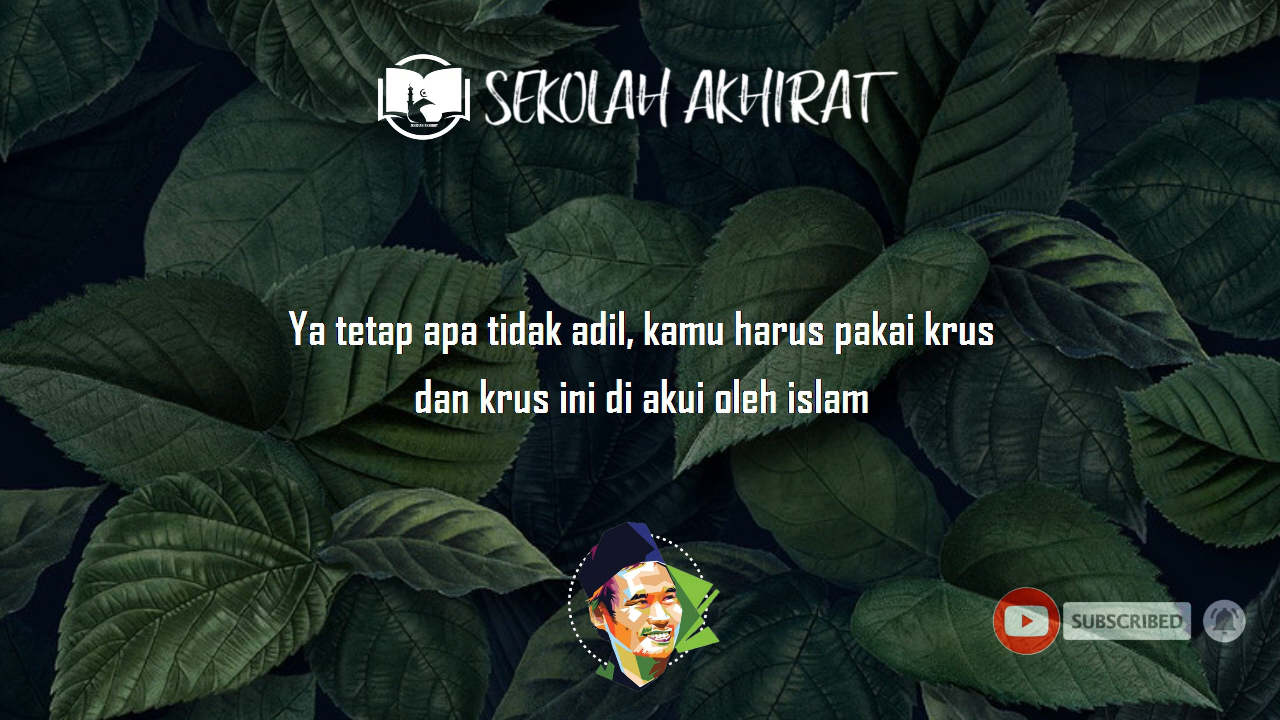 SEKOLAH AKHIRAT
Ya tetap apa tidak adil, kamu harus pakai krus
dan krus ini di akui oleh islam
SUBSCRIBED